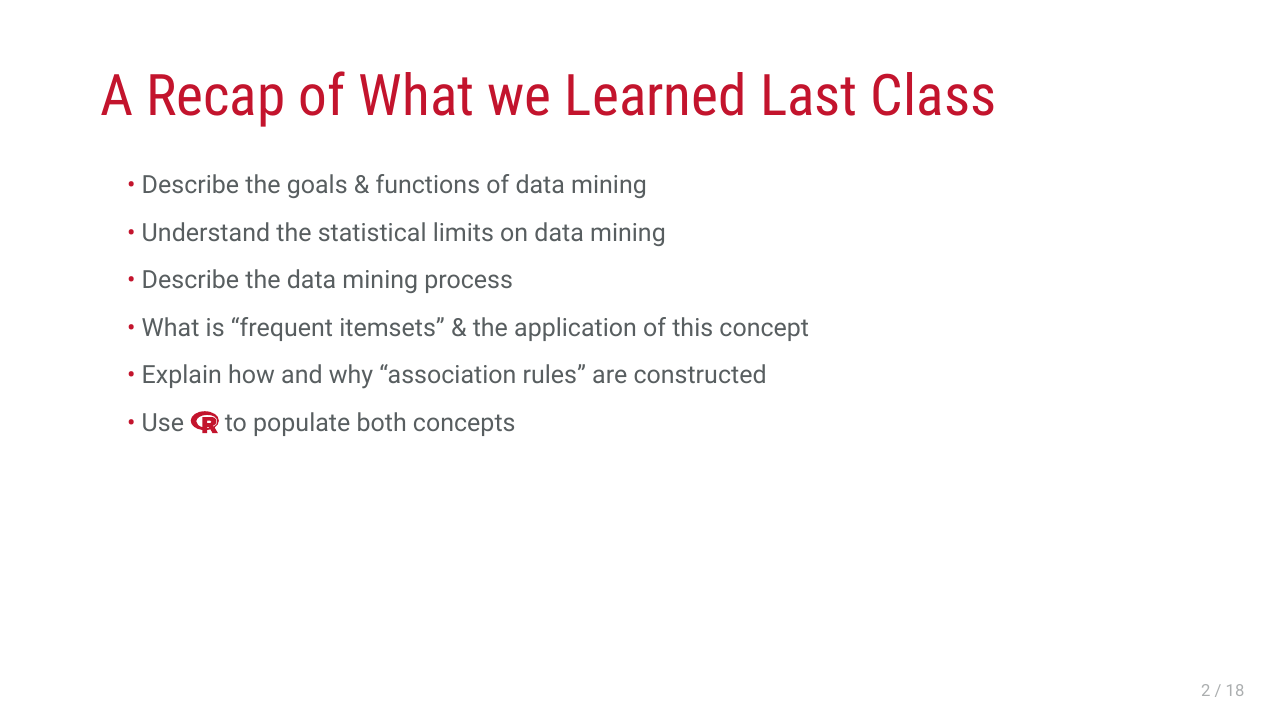 A Recap of What we Learned Last Class
• Describe the goals & functions of data mining
• Understand the statistical limits on data mining
• Describe the data mining process
• What is “frequent itemsets” & the application of this concept
• Explain how and why “association rules” are constructed
• Use R to populate both concepts
2 / 18